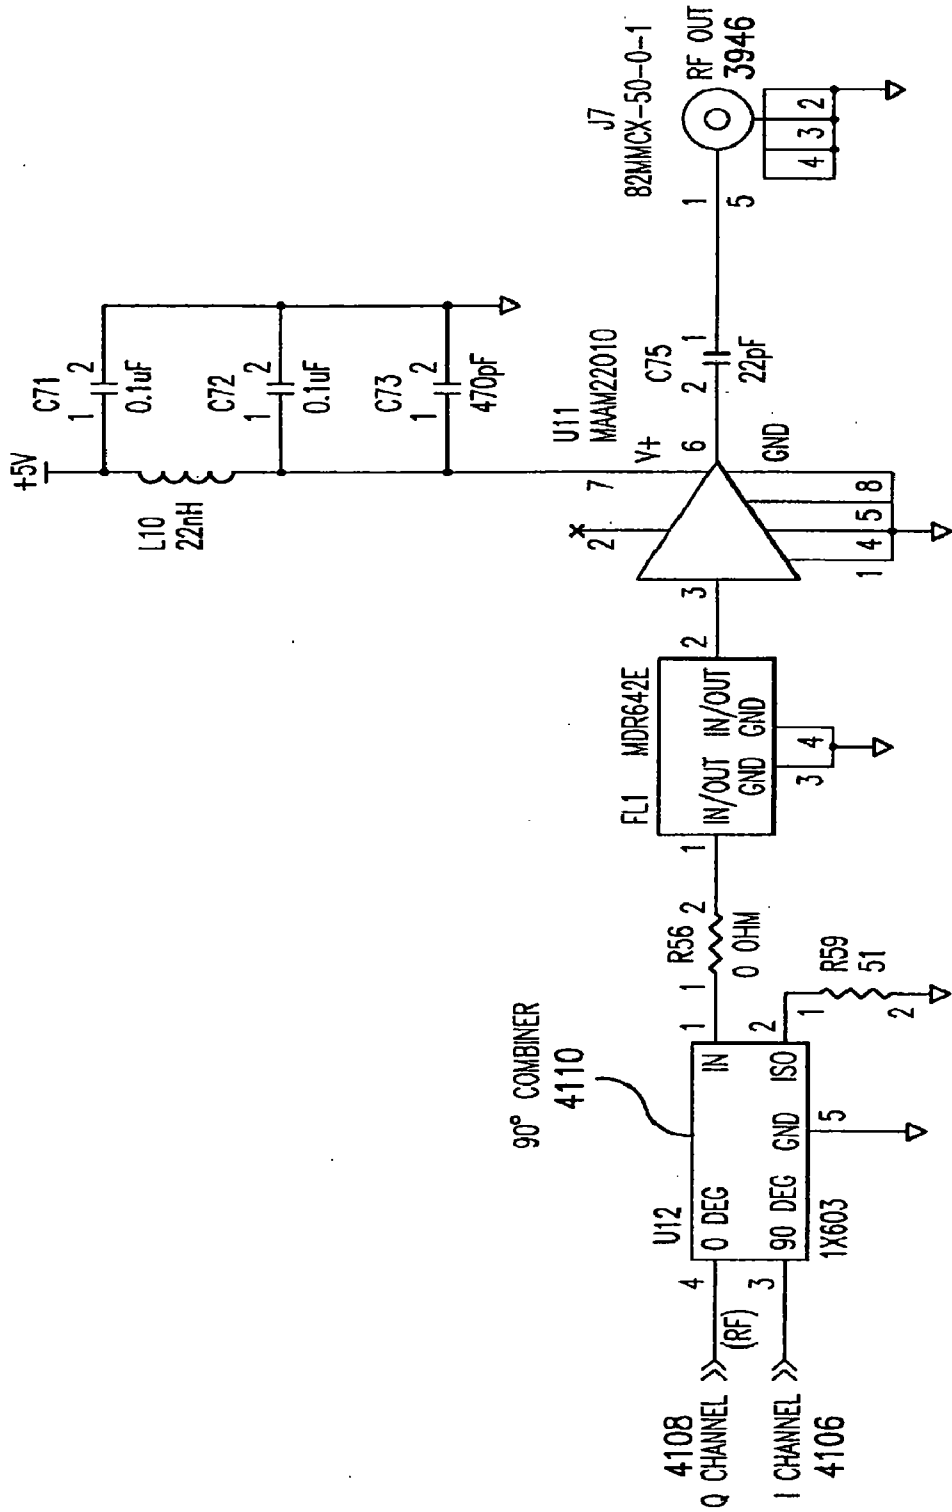 +5V
C71
1 2
0.1uF
L10
22nH
C72
1 2
0.1uF
C73
1 2
470pF
J7
82MMCX-50-0-1
RF OUT
3946
1
5
4 3 2
U11
MAAM22010
V+
7
2
6
GND
3
1 4 5 8
C75
2 1
22pF
FL1 MDR642E
1
2
IN/OUT IN/OUT
GND GND
3 4
R56
1 2
0 OHM
90° COMBINER
4110
U12
0 DEG IN
90 DEG GND ISO
1X603
4
3
1
2
5
R59
51
1
2
4108
Q CHANNEL
(RF)
I CHANNEL
4106